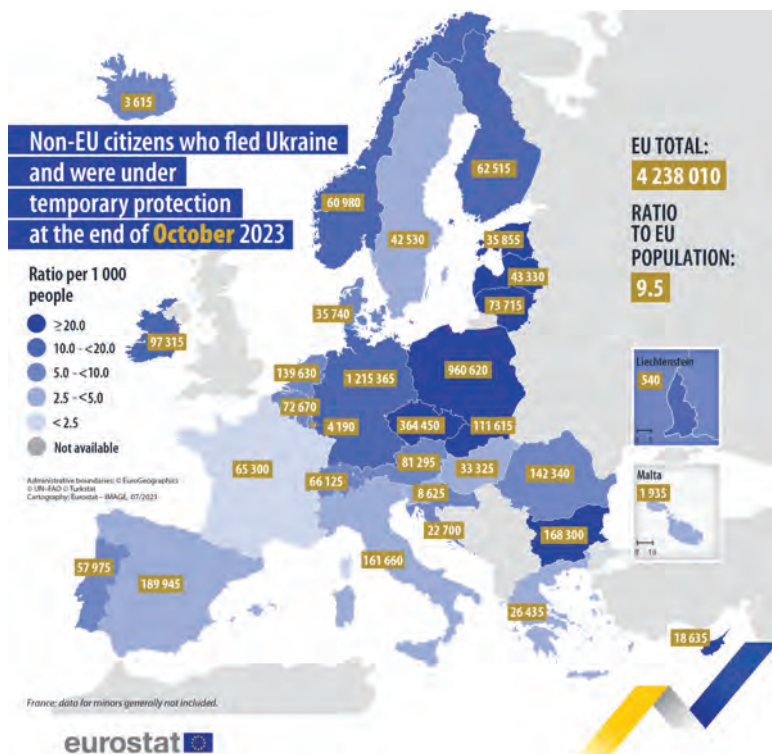 3 615
Non-EU citizens who fled Ukraine
and were under
temporary protection
at the end of October 2023
EU TOTAL:
4 238 010
RATIO
TO EU
POPULATION:
9.5
Ratio per 1 000
people
≥20.0
10.0 - <20.0
5.0 - <10.0
2.5 - <5.0
< 2.5
Not available
Administrative boundaries: © EuroGeographics
© UN–FAO © Turkstat
Cartography: Eurostat – IMAGE, 07/2023
62 515
60 980
42 530
35 855
43 330
73 715
35 740
97 315
139 630
1 215 365
960 620
72 670
4 190
364 450
111 615
65 300
66 125
81 295
33 325
142 340
8 625
22 700
168 300
57 975
189 945
161 660
26 435
18 635
Liechtenstein
540
Malta
1 935
0 10
France: data for minors generally not included.
eurostat